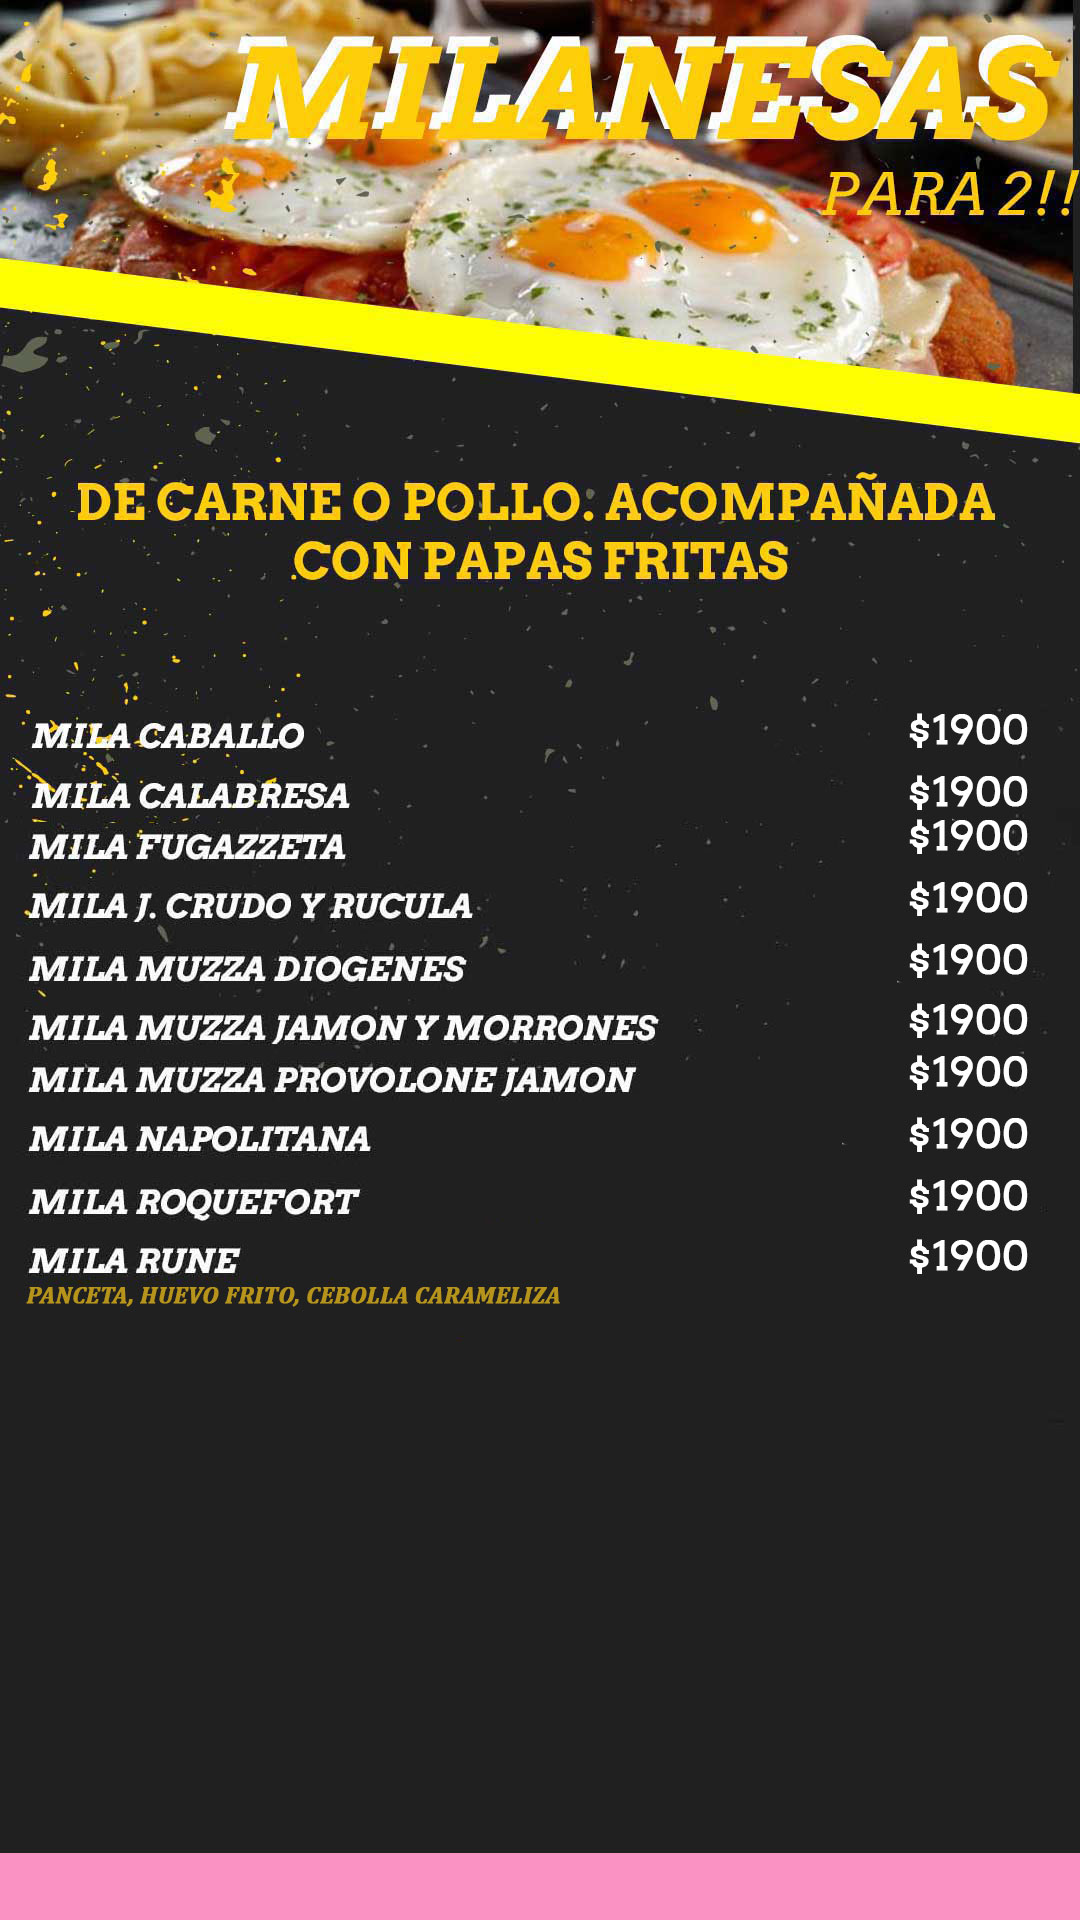 MILANESAS
PARA 2!!
DE CARNE O POLLO. ACOMPAÑADA
CON PAPAS FRITAS
MILA CABALLO $1900
MILA CALABRESA $1900
MILA FUGAZZETA $1900
MILA J. CRUDO Y RUCULA $1900
MILA MUZZA DIOGENES $1900
MILA MUZZA JAMON Y MORRONES $1900
MILA MUZZA PROVOLONE JAMON $1900
MILA NAPOLITANA $1900
MILA ROQUEFORT $1900
MILA RUNE $1900
PANCETA, HUEVO FRITO, CEBOLLA CARAMELIZA